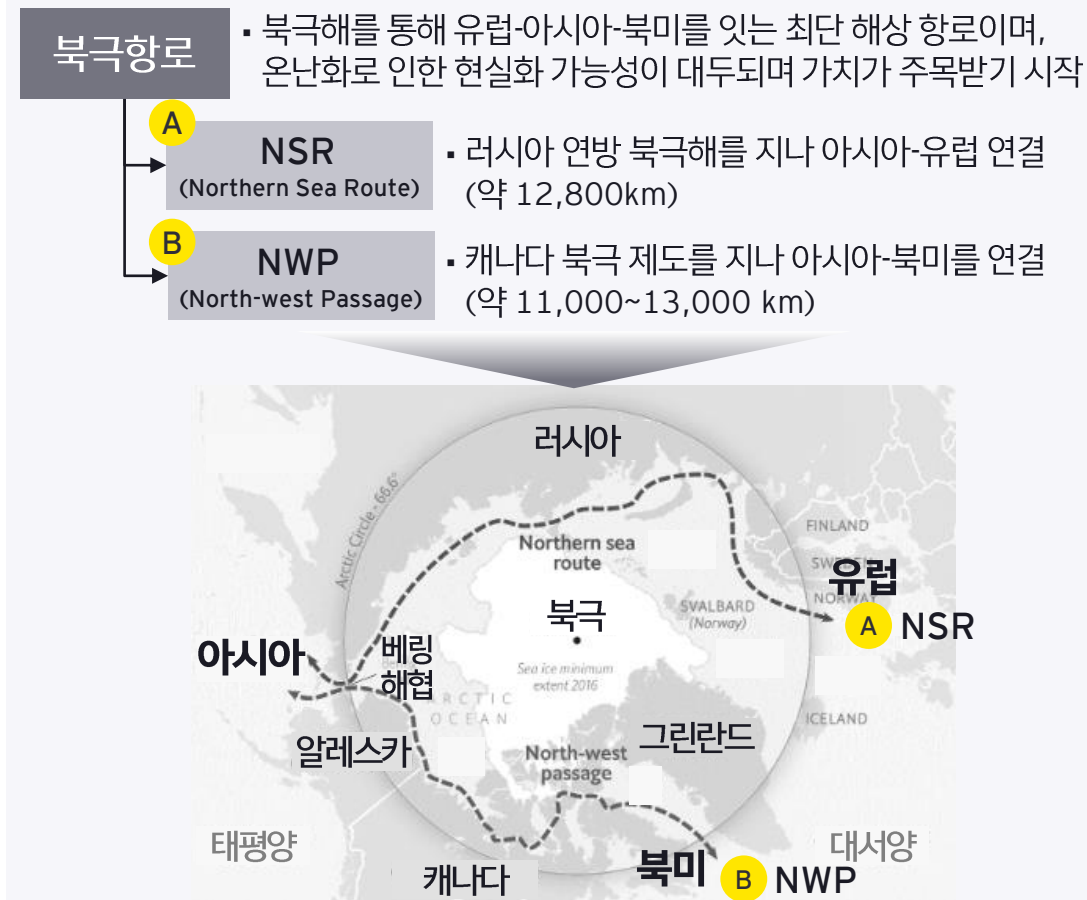 북극항로
▪ 북극해를 통해 유럽-아시아-북미를 잇는 최단 해상 항로이며,
온난화로 인한 현실화 가능성이 대두되며 가치가 주목받기 시작
A
NSR
(Northern Sea Route)
▪ 러시아 연방 북극해를 지나 아시아-유럽 연결
(약 12,800km)
B
NWP
(North-west Passage)
▪ 캐나다 북극 제도를 지나 아시아-북미를 연결
(약 11,000~13,000 km)
러시아
Arctic Circle - 66.6°
Northern sea
route
FINLAND
SWEDEN
유럽
NORWAY
A NSR
북극
SVALBARD
(Norway)
아시아
베링
해협
Sea ice minimum
extent 2016
ARCTIC
OCEAN
ICELAND
알레스카
그린란드
North-west
passage
태평양
대서양
캐나다
북미
B NWP